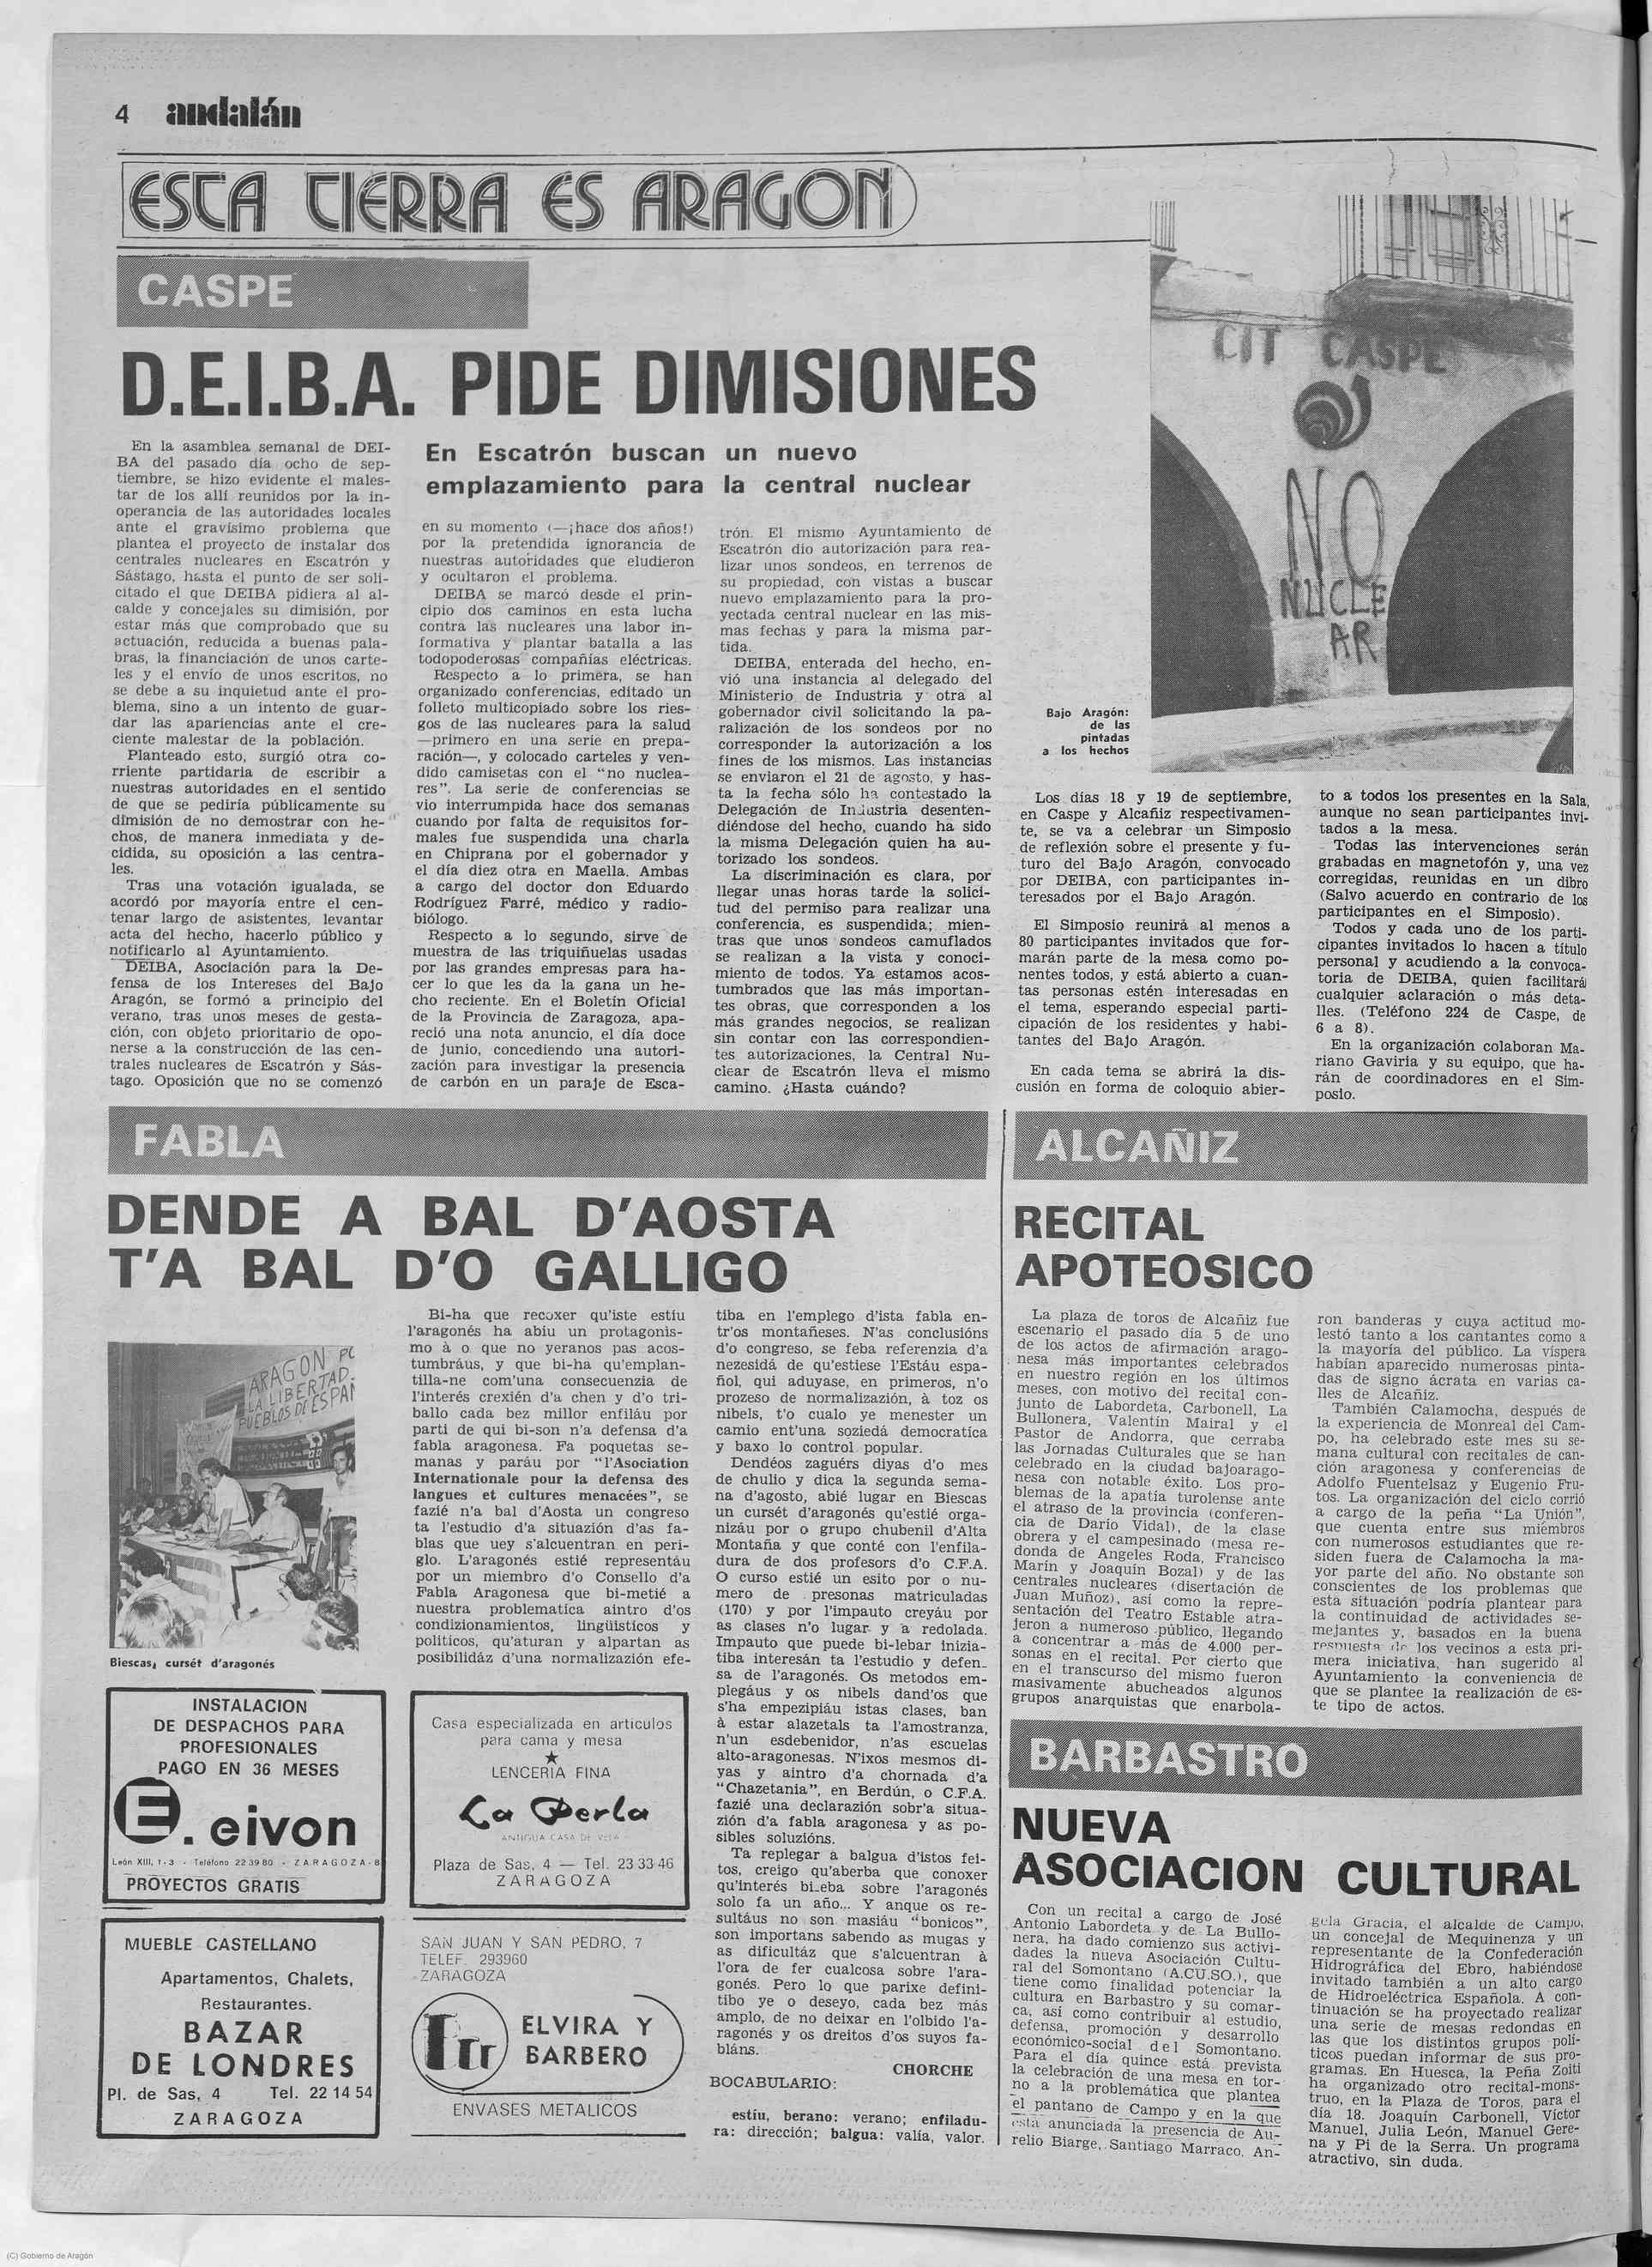 4 andalán
ESTA TIERRA ES ARAGON
CASPE
D.E.I.B.A. PIDE DIMISIONES
En la asamblea semanal de DEI-
BA del pasado día ocho de sep-
tiembre, se hizo evidente el males-
tar de los allí reunidos por la in-
operancia de las autoridades locales
ante el gravísimo problema que
plantea el proyecto de instalar dos
centrales nucleares en Escatrón y
Sástago, hasta el punto de ser soli-
citado el que DEIBA pidiera al al-
calde y concejales su dimisión, por
estar más que comprobado que su
actuación, reducida a buenas pala-
bras, la financiación de unos carte-
les y el envío de unos escritos, no
se debe a su inquietud ante el pro-
blema, sino a un intento de guar-
dar las apariencias ante el cre-
ciente malestar de la población.
Planteado esto, surgió otra co-
rriente partidaria de escribir a
nuestras autoridades en el sentido
de que se pediría públicamente su
dimisión de no demostrar con he-
chos, de manera inmediata y de-
cidida, su oposición a las centra-
les.
Tras una votación igualada, se
acordó por mayoría entre el cen-
tenar largo de asistentes, levantar
acta del hecho, hacerlo público y
notificarlo al Ayuntamiento.
DEIBA, Asociación para la De-
fensa de los Intereses del Bajo
Aragón, se formó a principio del
verano, tras unos meses de gesta-
ción, con objeto prioritario de opo-
nerse a la construcción de las cen-
trales nucleares de Escatrón y Sás-
tago. Oposición que no se comenzó
En Escatrón buscan un nuevo
emplazamiento para la central nuclear
en su momento (—¡hace dos años!)
por la pretendida ignorancia de
nuestras autoridades que eludieron
y ocultaron el problema.
DEIBA se marcó desde el prin-
cipio dos caminos en esta lucha
contra las nucleares una labor in-
formativa y plantar batalla a las
todopoderosas compañías eléctricas.
Respecto a lo primera, se han
organizado conferencias, editado un
folleto multicopiado sobre los ries-
gos de las nucleares para la salud
—primero en una serie en prepa-
ración—, y colocado carteles y ven-
dido camisetas con el "no nuclea-
res". La serie de conferencias se
vio interrumpida hace dos semanas
cuando por falta de requisitos for-
males fue suspendida una charla
en Chiprana por el gobernador y
el día diez otra en Maella. Ambas
a cargo del doctor don Eduardo
Rodríguez Farré, médico y radio-
biólogo.
Respecto a lo segundo, sirve de
muestra de las triquiñuelas usadas
por las grandes empresas para ha-
cer lo que les da la gana un he-
cho reciente. En el Boletín Oficial
de la Provincia de Zaragoza, apa-
reció una nota anuncio, el día doce
de junio, concediendo una autori-
zación para investigar la presencia
de carbón en un paraje de Esca-
trón. El mismo Ayuntamiento de
Escatrón dio autorización para rea-
lizar unos sondeos, en terrenos de
su propiedad, con vistas a buscar
nuevo emplazamiento para la pro-
yectada central nuclear en las mis-
mas fechas y para la misma par-
tida.
DEIBA, enterada del hecho, en-
vió una instancia al delegado del
Ministerio de Industria y otra al
gobernador civil solicitando la pa-
ralización de los sondeos por no
corresponder la autorización a los
fines de los mismos. Las instancias
se enviaron el 21 de agosto, y has-
ta la fecha sólo ha contestado la
Delegación de Industria desenten-
diéndose del hecho, cuando ha sido
la misma Delegación quien ha au-
torizado los sondeos.
La discriminación es clara, por
llegar unas horas tarde la solici-
tud del permiso para realizar una
conferencia, es suspendida; mien-
tras que unos sondeos camuflados
se realizan a la vista y conoci-
miento de todos. Ya estamos acos-
tumbrados que las más importan-
tes obras, que corresponden a los
más grandes negocios, se realizan
sin contar con las correspondien-
tes autorizaciones, la Central Nu-
clear de Escatrón lleva el mismo
camino. ¿Hasta cuándo?
CIT CASPE
NO
NUCLE
AR
Bajo Aragón:
de las
pintadas
a los hechos
Los días 18 y 19 de septiembre,
en Caspe y Alcañiz respectivamen-
te, se va a celebrar un Simposio
de reflexión sobre el presente y fu-
turo del Bajo Aragón, convocado
por DEIBA, con participantes in-
teresados por el Bajo Aragón.
El Simposio reunirá al menos a
80 participantes invitados que for-
marán parte de la mesa como po-
nentes todos, y está abierto a cuan-
tas personas estén interesadas en
el tema, esperando especial parti-
cipación de los residentes y habi-
tantes del Bajo Aragón.
En cada tema se abrirá la dis-
cusión en forma de coloquio abier-
to a todos los presentes en la Sala,
aunque no sean participantes invi-
tados a la mesa.
Todas las intervenciones serán
grabadas en magnetofón y, una vez
corregidas, reunidas en un dibro
(Salvo acuerdo en contrario de los
participantes en el Simposio).
Todos y cada uno de los parti-
cipantes invitados lo hacen a título
personal y acudiendo a la convoca-
toria de DEIBA, quien facilitará
cualquier aclaración o más deta-
lles. (Teléfono 224 de Caspe, de
6 a 8).
En la organización colaboran Ma-
riano Gaviria y su equipo, que ha-
rán de coordinadores en el Sim-
posio.
FABLA
DENDE A BAL D'AOSTA
T'A BAL D'O GALLIGO
ARAGON PO
LA LIBERTAD.
PUEBLOS DE ESPAÑ
Biescas, cursét d'aragonés
Bi-ha que recoxer qu'iste estíu
l'aragonés ha abíu un protagonis-
mo à o que no yeranos pas acos-
tumbráus, y que bi-ha qu'emplan-
tilla-ne com'una consecuenzia de
l'interés crexién d'a chen y d'o tri-
ballo cada bez millor enfiláu por
parti de qui bi-son n'a defensa d'a
fabla aragonesa. Fa poquetas se-
manas y paráu por "l'Asociation
Internationale pour la defensa des
langues et cultures menacées", se
fazié n'a bal d'Aosta un congreso
ta l'estudio d'a situazión d'as fa-
blas que uey s'alcuentran en peri-
glo. L'aragonés estié representáu
por un miembro d'o Consello d'a
Fabla Aragonesa que bi-metié a
nuestra problematica aintro d'os
condizionamientos, lingüisticos y
politicos, qu'aturan y alpartan as
posibilidáz d'una normalizazión efe-
tiba en l'emplego d'ista fabla en-
tr'os montañeses. N'as conclusións
d'o congreso, se feba referenzia d'a
nezesidá de qu'estiese l'Estáu espa-
ñol, qui aduyase, en primeros, n'o
prozeso de normalizazión, à toz os
nibels, t'o cualo ye menester un
camio ent'una soziedá democratica
y baxo lo control popular.
Dendéos zaguérs diyas d'o mes
de chulio y dica la segunda sema-
na d'agosto, abié lugar en Biescas
un cursét d'aragonés qu'estié orga-
nizáu por o grupo chubenil d'Alta
Montaña y que conté con l'enfila-
dura de dos profesors d'o C.F.A.
O curso estié un esito por o nu-
mero de presonas matriculadas
(170) y por l'impauto creyáu por
as clases n'o lugar y a redolada.
Impauto que puede bi-lebar inizia-
tiba interesán ta l'estudio y defen-
sa de l'aragonés. Os metodos em-
plegáus y os nibels dand'os que
s'ha empezipiáu istas clases, ban
à estar alazetals ta l'amostranza,
n'un esdebenidor, n'as escuelas
alto-aragonesas. N'ixos mesmos di-
yas y aintro d'a chornada d'a
"Chazetania", en Berdún, o C.F.A.
fazié una declarazión sobr'a situa-
zión d'a fabla aragonesa y as po-
sibles soluzións.
Ta replegar à balgua d'istos fei-
tos, creigo qu'aberba que conoxer
qu'interés bi-eba sobre l'aragonés
solo fa un año... Y anque os re-
sultáus no son masiáu "bonicos",
son importans sabendo as mugas y
as dificultáz que s'alcuentran à
l'ora de fer cualcosa sobre l'ara-
gonés. Pero lo que parixe defini-
tibo ye o deseyo, cada bez más
amplo, de no deixar en l'olbido l'a-
ragonés y os dreitos d'os suyos fa-
bláns.
CHORCHE
BOCABULARIO:
estíu, berano: verano; enfiladu-
ra: dirección; balgua: valía, valor.
INSTALACION
DE DESPACHOS PARA
PROFESIONALES
PAGO EN 36 MESES
E. eivon
León XIII, 1-3 - Teléfono 22 39 80 - ZARAGOZA-8
PROYECTOS GRATIS
Casa especializada en artículos
para cama y mesa
LENCERIA FINA
La Perla
ANTIGUA CASA DE VELA
Plaza de Sas, 4 — Tel. 23 33 46
ZARAGOZA
MUEBLE CASTELLANO
Apartamentos, Chalets,
Restaurantes.
BAZAR
DE LONDRES
Pl. de Sas, 4 Tel. 22 14 54
ZARAGOZA
SAN JUAN Y SAN PEDRO, 7
TELEF. 293960
ZARAGOZA
ELVIRA Y
BARBERO
ENVASES METALICOS
ALCAÑIZ
RECITAL
APOTEOSICO
La plaza de toros de Alcañiz fue
escenario el pasado día 5 de uno
de los actos de afirmación arago-
nesa más importantes celebrados
en nuestro región en los últimos
meses, con motivo del recital con-
junto de Labordeta, Carbonell, La
Bullonera, Valentín Mairal y el
Pastor de Andorra, que cerraba
las Jornadas Culturales que se han
celebrado en la ciudad bajoarago-
nesa con notable éxito. Los pro-
blemas de la apatía turolense ante
el atraso de la provincia (conferen-
cia de Darío Vidal), de la clase
obrera y el campesinado (mesa re-
donda de Angeles Roda, Francisco
Marín y Joaquín Bozal) y de las
centrales nucleares (disertación de
Juan Muñoz), así como la repre-
sentación del Teatro Estable atra-
jeron a numeroso público, llegando
a concentrar a más de 4.000 per-
sonas en el recital. Por cierto que
en el transcurso del mismo fueron
masivamente abucheados algunos
grupos anarquistas que enarbola-
ron banderas y cuya actitud mo-
lestó tanto a los cantantes como a
la mayoría del público. La víspera
habían aparecido numerosas pinta-
das de signo ácrata en varias ca-
lles de Alcañiz.
También Calamocha, después de
la experiencia de Monreal del Cam-
po, ha celebrado este mes su se-
mana cultural con recitales de can-
ción aragonesa y conferencias de
Adolfo Fuentelsaz y Eugenio Fru-
tos. La organización del ciclo corrió
a cargo de la peña "La Unión",
que cuenta entre sus miembros
con numerosos estudiantes que re-
siden fuera de Calamocha la ma-
yor parte del año. No obstante son
conscientes de los problemas que
esta situación podría plantear para
la continuidad de actividades se-
mejantes y, basados en la buena
respuesta de los vecinos a esta pri-
mera iniciativa, han sugerido al
Ayuntamiento la conveniencia de
que se plantee la realización de es-
te tipo de actos.
BARBASTRO
NUEVA
ASOCIACION CULTURAL
Con un recital a cargo de José
Antonio Labordeta y de La Bullo-
nera, ha dado comienzo sus activi-
dades la nueva Asociación Cultu-
ral del Somontano (A.CU.SO.), que
tiene como finalidad potenciar la
cultura en Barbastro y su comar-
ca, así como contribuir al estudio,
defensa, promoción y desarrollo
económico-social del Somontano.
Para el día quince está prevista
la celebración de una mesa en tor-
no a la problemática que plantea
el pantano de Campo y en la que
está anunciada la presencia de Au-
relio Biarge, Santiago Marraco, An-
gela Gracia, el alcalde de Campo,
un concejal de Mequinenza y un
representante de la Confederación
Hidrográfica del Ebro, habiéndose
invitado también a un alto cargo
de Hidroeléctrica Española. A con-
tinuación se ha proyectado realizar
una serie de mesas redondas en
las que los distintos grupos polí-
ticos puedan informar de sus pro-
gramas. En Huesca, la Peña Zoiti
ha organizado otro recital-mons-
truo, en la Plaza de Toros, para el
día 18. Joaquín Carbonell, Víctor
Manuel, Julia León, Manuel Gere-
na y Pi de la Serra. Un programa
atractivo, sin duda.
(C) Gobierno de Aragón